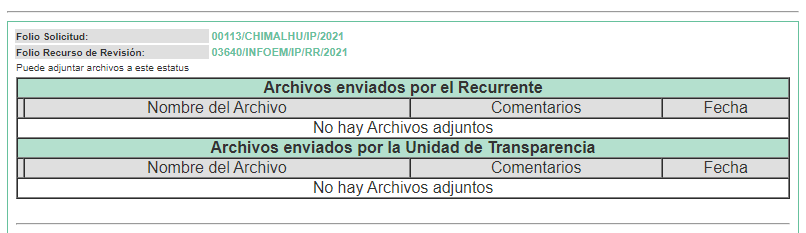 Folio Solicitud: 00113/CHIMALHU/IP/2021
Folio Recurso de Revisión: 03640/INFOEM/IP/RR/2021
Puede adjuntar archivos a este estatus
Archivos enviados por el Recurrente
Nombre del Archivo Comentarios Fecha
No hay Archivos adjuntos
Archivos enviados por la Unidad de Transparencia
Nombre del Archivo Comentarios Fecha
No hay Archivos adjuntos